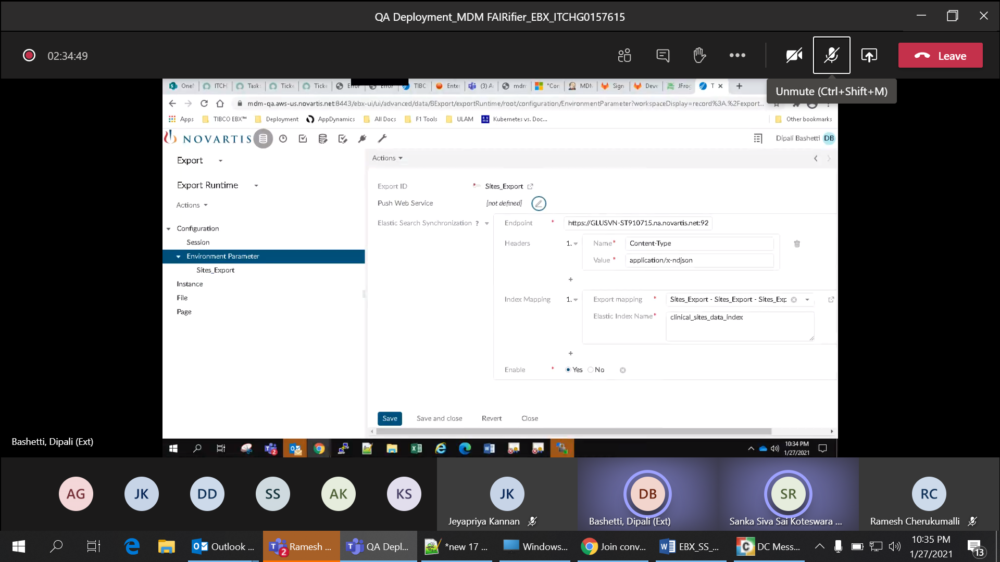 QA Deployment_MDM FAIRifier_EBX_ITCHG0157615
02:34:49
Leave
Unmute (Ctrl+Shift+M)
OneI ITCH Task Ticke Ticke Error Error TIBC Ente (3) A mdn "Con MDN Sign Deve JFrog T
mdm-qa.aws-us.novartis.net:8443/ebx-ui/ui/advanced/data/BExport/exportRuntime/root/configuration/EnvironmentParameter?workspaceDisplay=record%3A.%2Fexport...
Apps TIBCO EBX™ Deployment AppDynamics All Docs F1 Tools ULAM Kubernetes vs. Doc... Other bookmarks
NOVARTIS
Dipali Bashetti DB
Export
Export Runtime
Actions
Configuration
Session
Environment Parameter
Sites_Export
Instance
File
Page
Actions
Export ID * Sites_Export
Push Web Service [not defined]
Elastic Search Synchronization ?
Endpoint * https://GLUSVN-ST910715.na.novartis.net:92
Headers 1. Name * Content-Type
Value * application/x-ndjson
+
Index Mapping 1. Export mapping * Sites_Export - Sites_Export - Sites_Exp
Elastic Index Name * clinical_sites_data_index
+
Enable * Yes No
Save Save and close Revert Close
Bashetti, Dipali (Ext)
10:34 PM
1/27/2021
AG JK DD SS AK KS JK DB SR RC
Jeyapriya Kannan
Bashetti, Dipali (Ext)
Sanka Siva Sai Koteswara ...
Ramesh Cherukumalli
Outlook ... 2 Ramesh ... QA Depl... *new 17 ... Windows... Join conv... EBX_SS_... DC Mess...
10:35 PM
1/27/2021
13